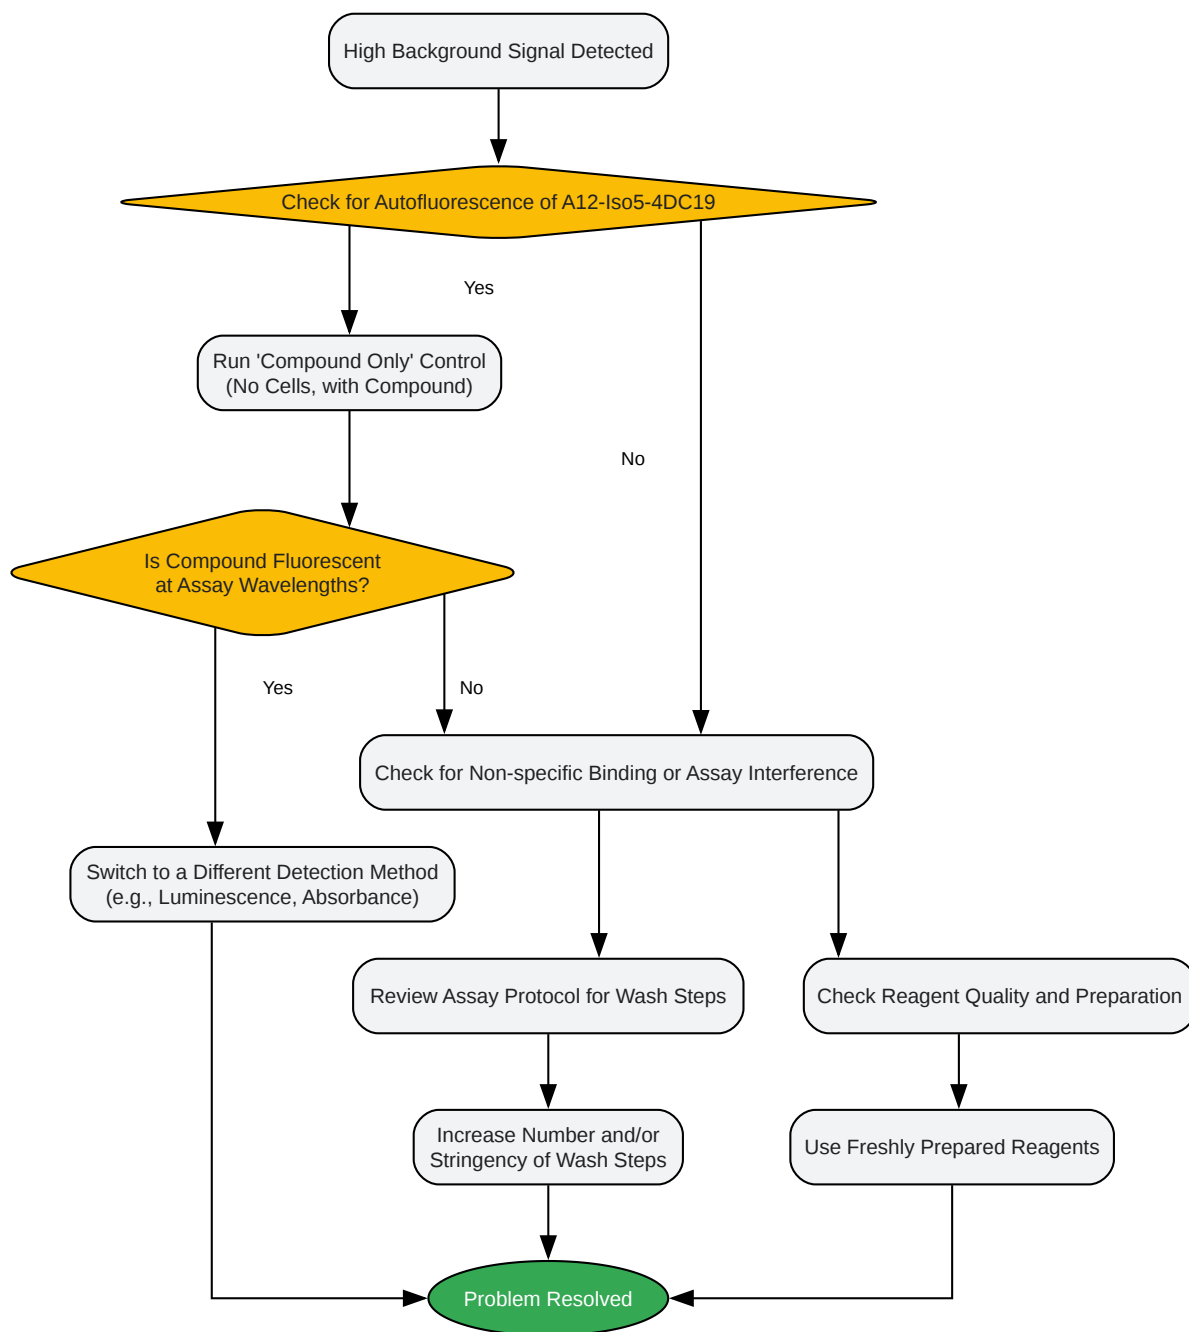 High Background Signal Detected
Check for Autofluorescence of A12-Iso5-4DC19
Yes
Run 'Compound Only' Control
(No Cells, with Compound)
No
Is Compound Fluorescent
at Assay Wavelengths?
Yes
No
Check for Non-specific Binding or Assay Interference
Switch to a Different Detection Method
(e.g., Luminescence, Absorbance)
Review Assay Protocol for Wash Steps
Check Reagent Quality and Preparation
Increase Number and/or
Stringency of Wash Steps
Use Freshly Prepared Reagents
Problem Resolved